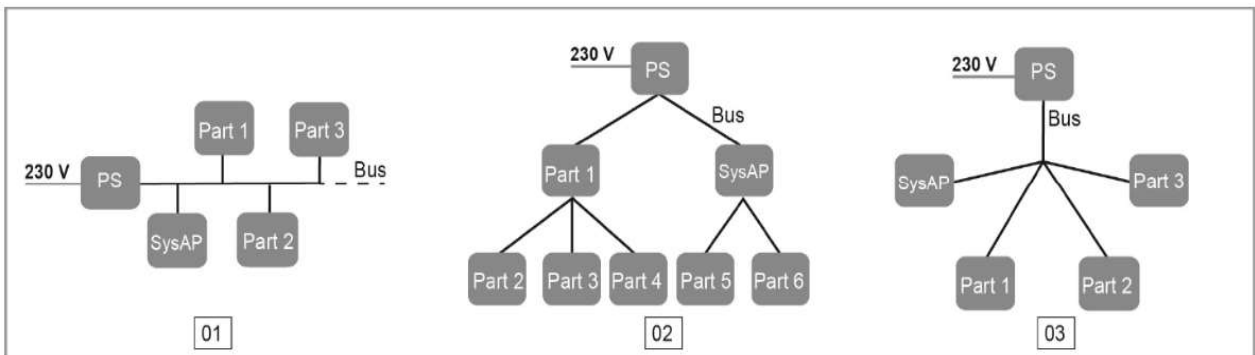 230 V
PS
SysAP
Part 1
Part 2
Part 3
Bus
01
230 V
PS
Bus
Part 1
SysAP
Part 2
Part 3
Part 4
Part 5
Part 6
02
230 V
PS
Bus
SysAP
Part 3
Part 1
Part 2
03